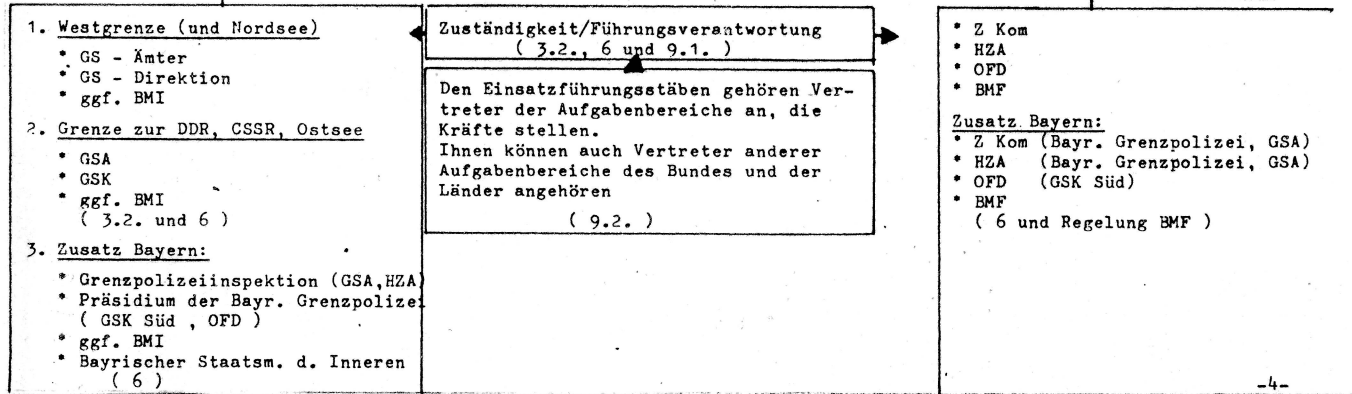 1. Westgrenze (und Nordsee)
* GS - Ämter
* GS - Direktion
* ggf. BMI
2. Grenze zur DDR, CSSR, Ostsee
* GSA
* GSK
* ggf. BMI
( 3.2. und 6 )
3. Zusatz Bayern:
* Grenzpolizeiinspektion (GSA,HZA)
* Präsidium der Bayr. Grenzpolizei
( GSK Süd , OFD )
* ggf. BMI
* Bayrischer Staatsm. d. Inneren
( 6 )
Zuständigkeit/Führungsverantwortung
( 3.2., 6 und 9.1. )
Den Einsatzführungsstäben gehören Ver-
treter der Aufgabenbereiche an, die
Kräfte stellen.
Ihnen können auch Vertreter anderer
Aufgabenbereiche des Bundes und der
Länder angehören
( 9.2. )
* Z Kom
* HZA
* OFD
* BMF
Zusatz Bayern:
* Z Kom (Bayr. Grenzpolizei, GSA)
* HZA (Bayr. Grenzpolizei, GSA)
* OFD (GSK Süd)
* BMF
( 6 und Regelung BMF )
-4-